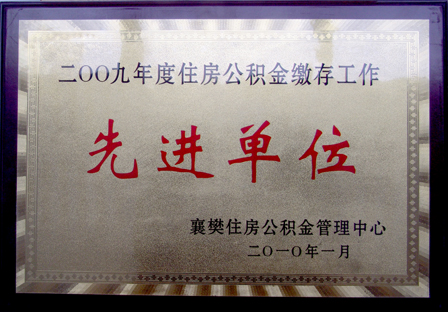 二OO九年度住房公积金缴存工作
先进单位
襄樊住房公积金管理中心
二O一O年一月